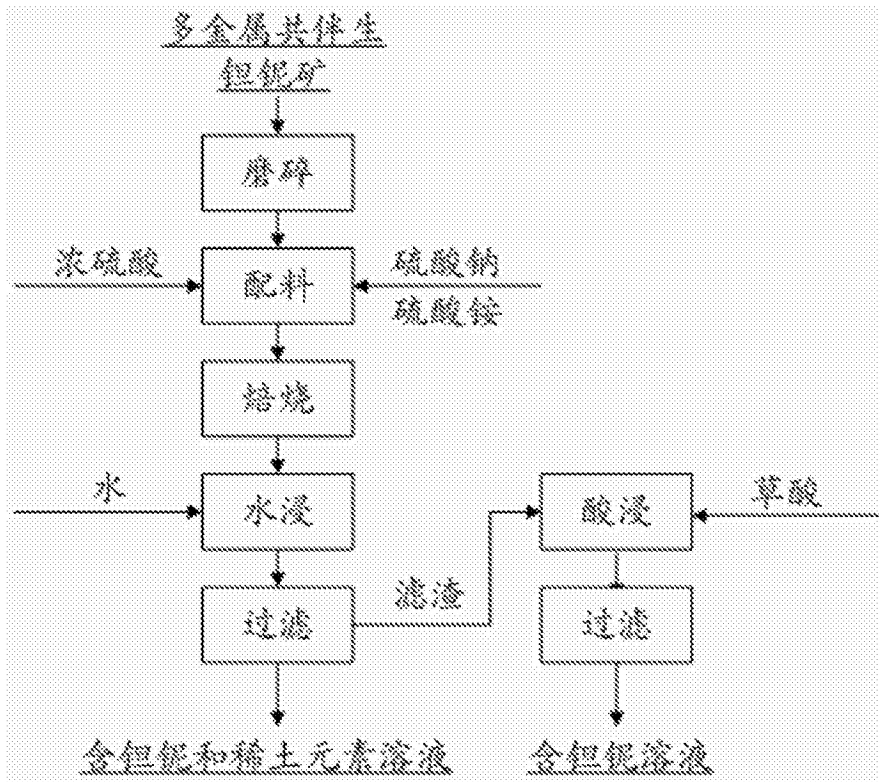 多金属共伴生
钽铌矿
磨碎
浓硫酸
配料
硫酸钠
硫酸铵
焙烧
水
水浸
酸浸
草酸
过滤
滤渣
过滤
含钽铌和稀土元素溶液
含钽铌溶液